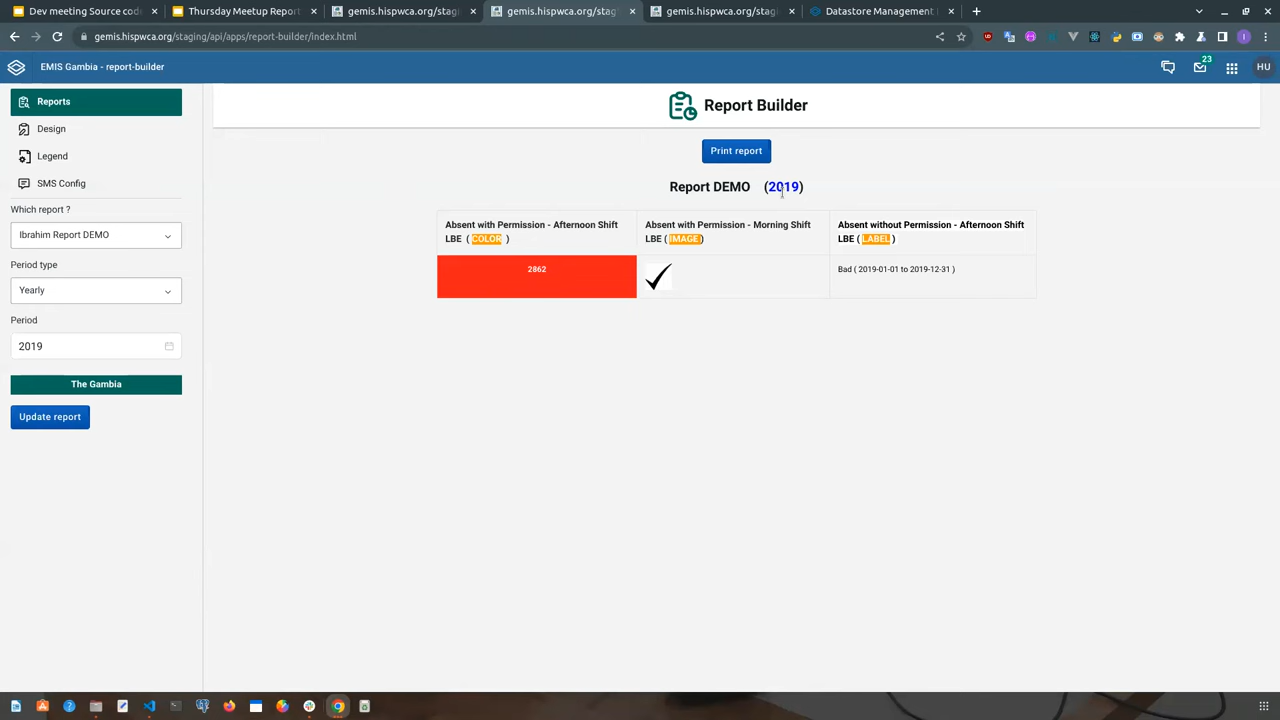 Dev meeting Source cod
Thursday Meetup Report
gemis.hispwca.org/stag
gemis.hispwca.org/stag
gemis.hispwca.org/stag
Datastore Management
gemis.hispwca.org/staging/api/apps/report-builder/index.html
EMIS Gambia - report-builder
23
HU
Reports
Design
Legend
SMS Config
Which report ?
Ibrahim Report DEMO
Period type
Yearly
Period
2019
The Gambia
Update report
Report Builder
Print report
Report DEMO (2019)
Absent with Permission - Afternoon Shift
LBE ( COLOR )
Absent with Permission - Morning Shift
LBE ( IMAGE )
Absent without Permission - Afternoon Shift
LBE ( LABEL )
2862
Bad ( 2019-01-01 to 2019-12-31 )